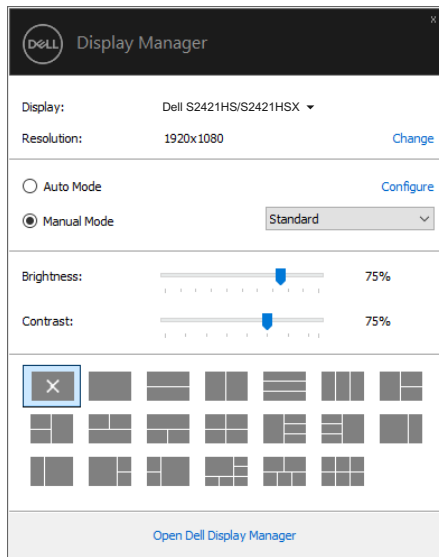 x
DELL Display Manager
Display: Dell S2421HS/S2421HSX
Resolution: 1920x1080 Change
Auto Mode Configure
Manual Mode Standard
Brightness: 75%
Contrast: 75%
Open Dell Display Manager